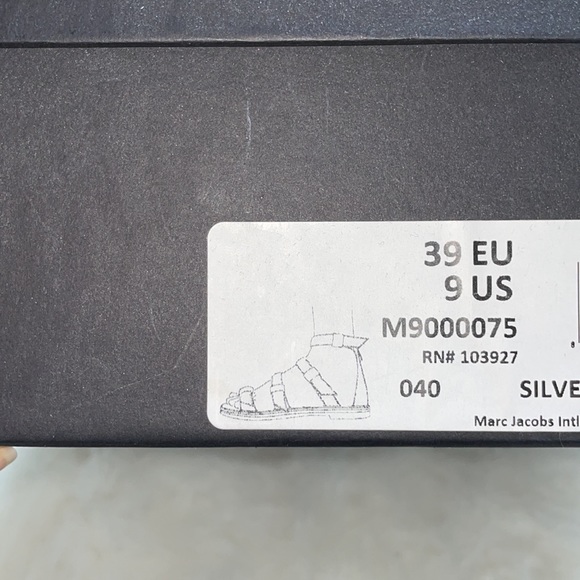 39 EU
9 US
M9000075
RN# 103927
040 SILVE
Marc Jacobs Intl